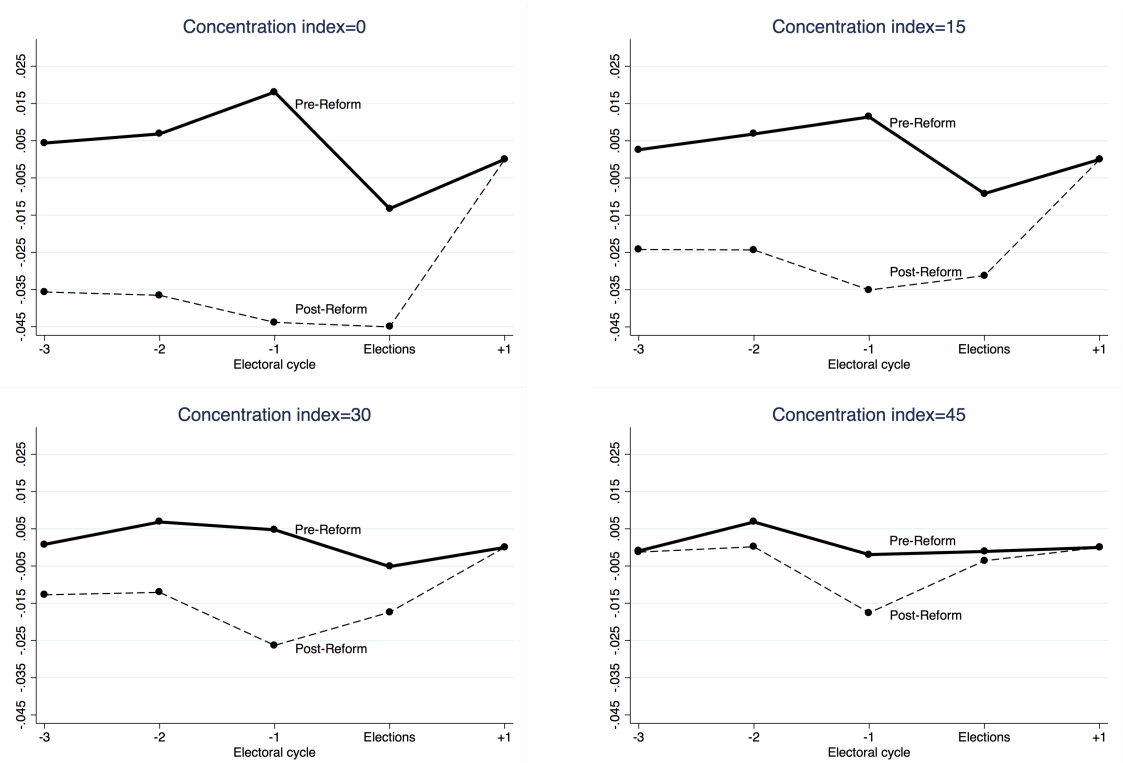 Concentration index=0
.025
.015
.005
-.005
-.015
-.025
-.035
-.045
Pre-Reform
Post-Reform
-3 -2 -1 Elections +1
Electoral cycle
Concentration index=15
.025
.015
.005
-.005
-.015
-.025
-.035
-.045
Pre-Reform
Post-Reform
-3 -2 -1 Elections +1
Electoral cycle
Concentration index=30
.025
.015
.005
-.005
-.015
-.025
-.035
-.045
Pre-Reform
Post-Reform
-3 -2 -1 Elections +1
Electoral cycle
Concentration index=45
.025
.015
.005
-.005
-.015
-.025
-.035
-.045
Pre-Reform
Post-Reform
-3 -2 -1 Elections +1
Electoral cycle